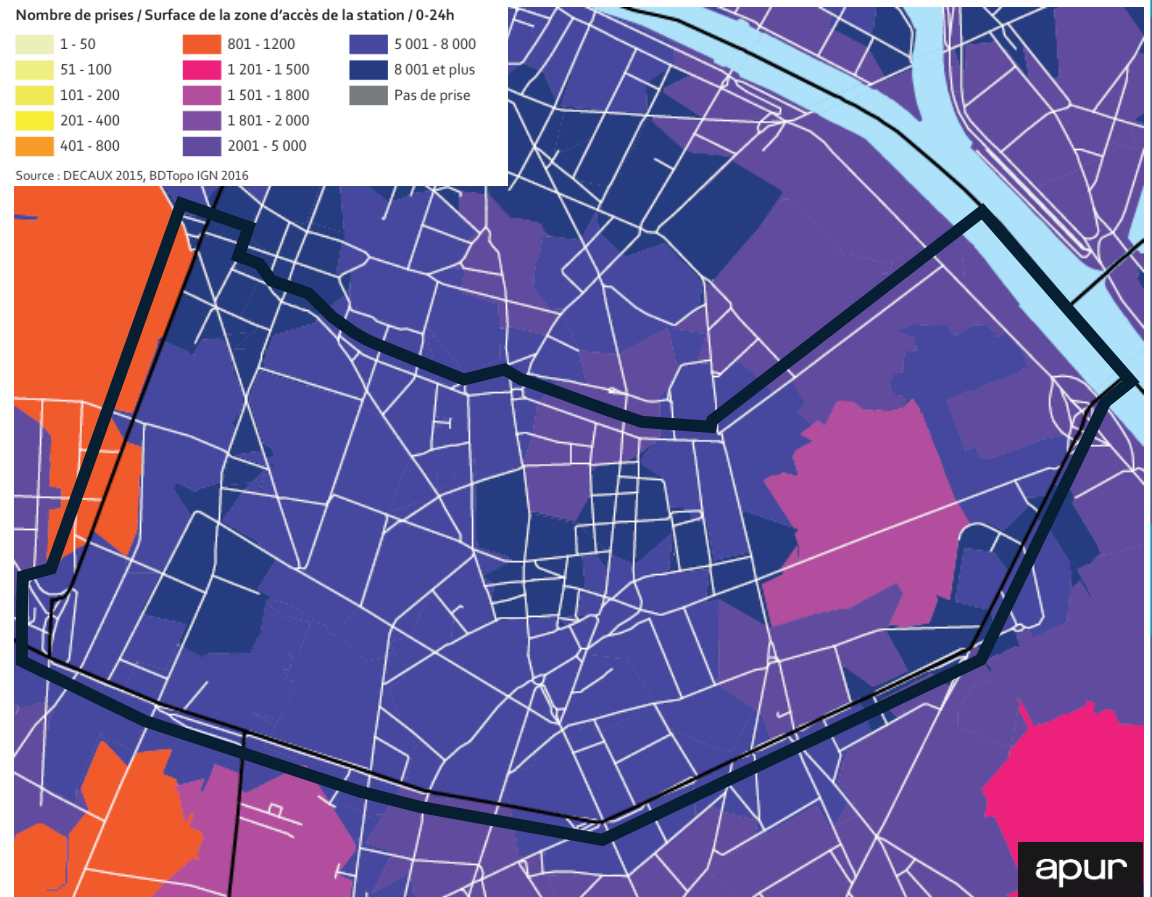 Nombre de prises / Surface de la zone d'accès de la station / 0-24h
1 - 50
51 - 100
101 - 200
201 - 400
401 - 800
801 - 1200
1 201 - 1 500
1 501 - 1 800
1 801 - 2 000
2001 - 5 000
5 001 - 8 000
8 001 et plus
Pas de prise
Source : DECAUX 2015, BDTopo IGN 2016
apur